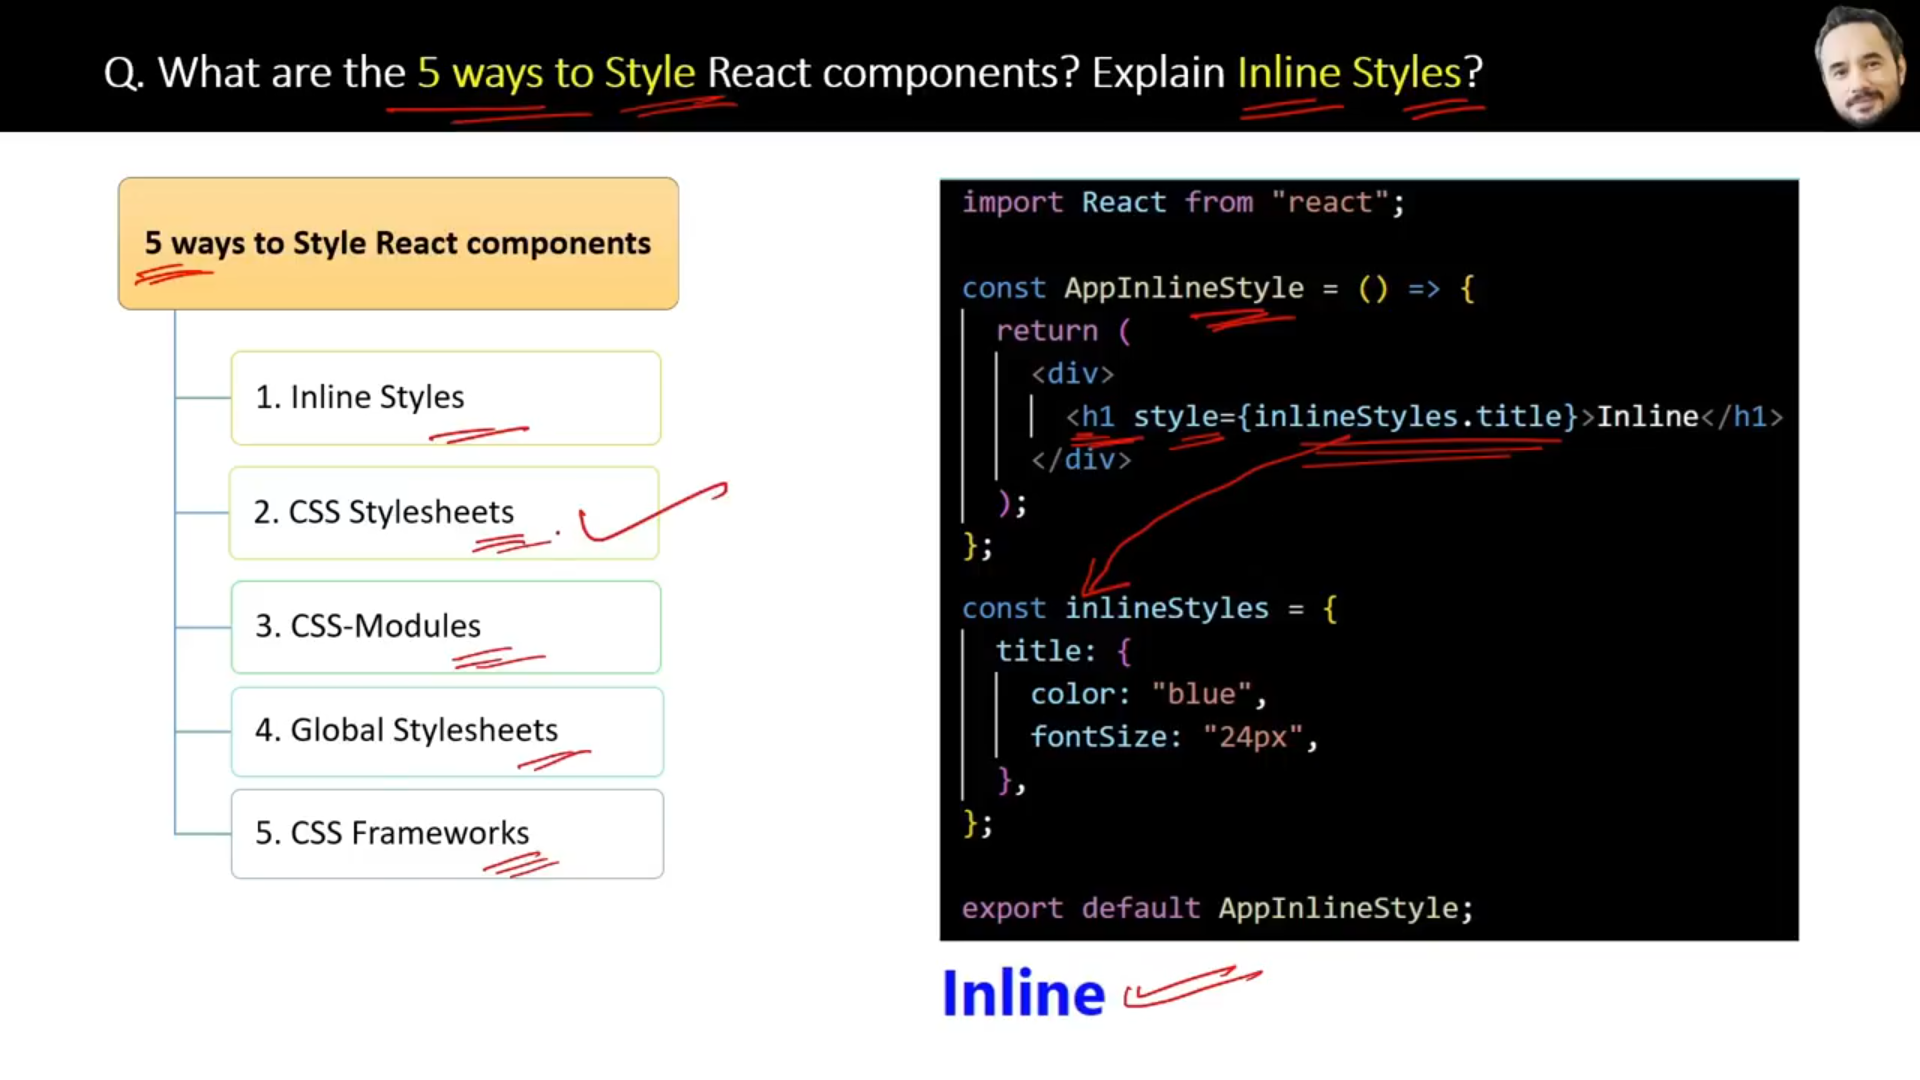 Q. What are the 5 ways to Style React components? Explain Inline Styles?
5 ways to Style React components
1. Inline Styles
2. CSS Stylesheets
3. CSS-Modules
4. Global Stylesheets
5. CSS Frameworks
import React from "react";
const AppInlineStyle = () => {
return (
<div>
<h1 style={inlineStyles.title}>Inline</h1>
</div>
);
};
const inlineStyles = {
title: {
color: "blue",
fontSize: "24px",
},
};
export default AppInlineStyle;
Inline